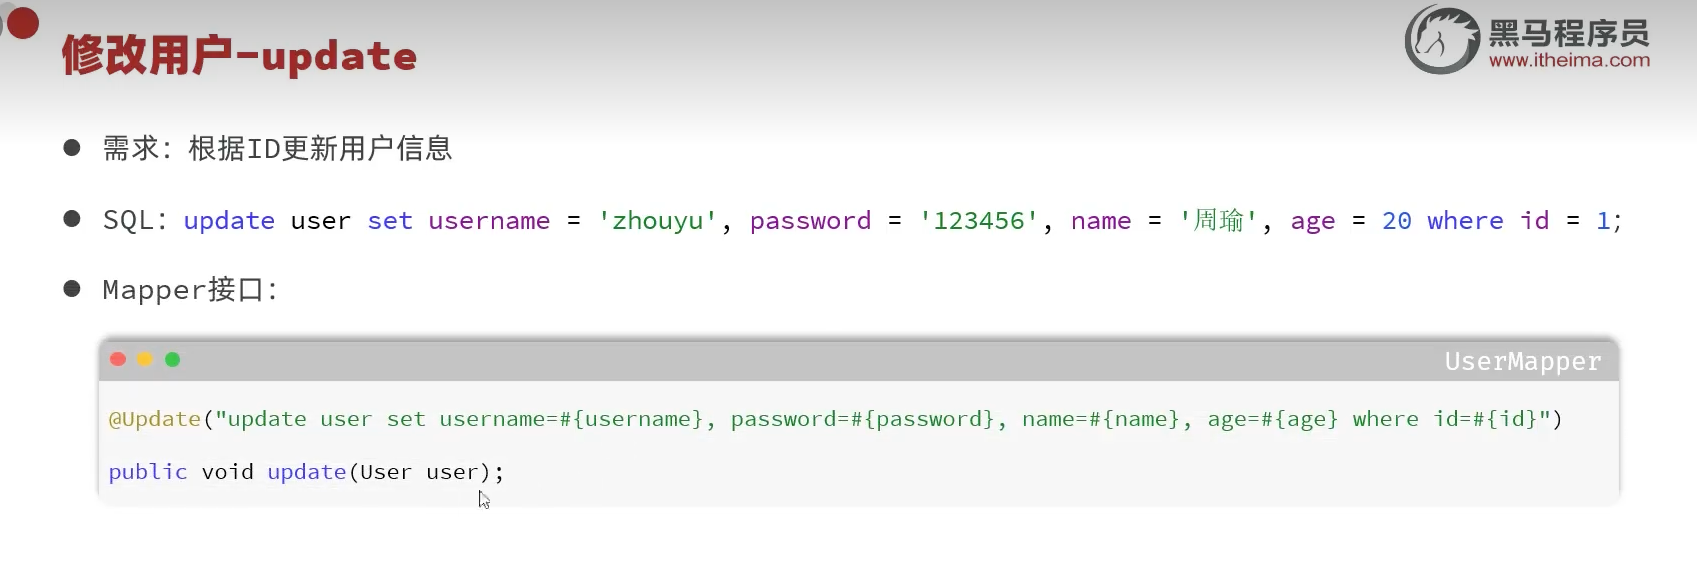 修改用户-update
黑马程序员
www.itheima.com
需求：根据ID更新用户信息
SQL：update user set username = 'zhouyu', password = '123456', name = '周瑜', age = 20 where id = 1;
Mapper接口：
UserMapper
@Update("update user set username=#{username}, password=#{password}, name=#{name}, age=#{age} where id=#{id}")
public void update(User user);